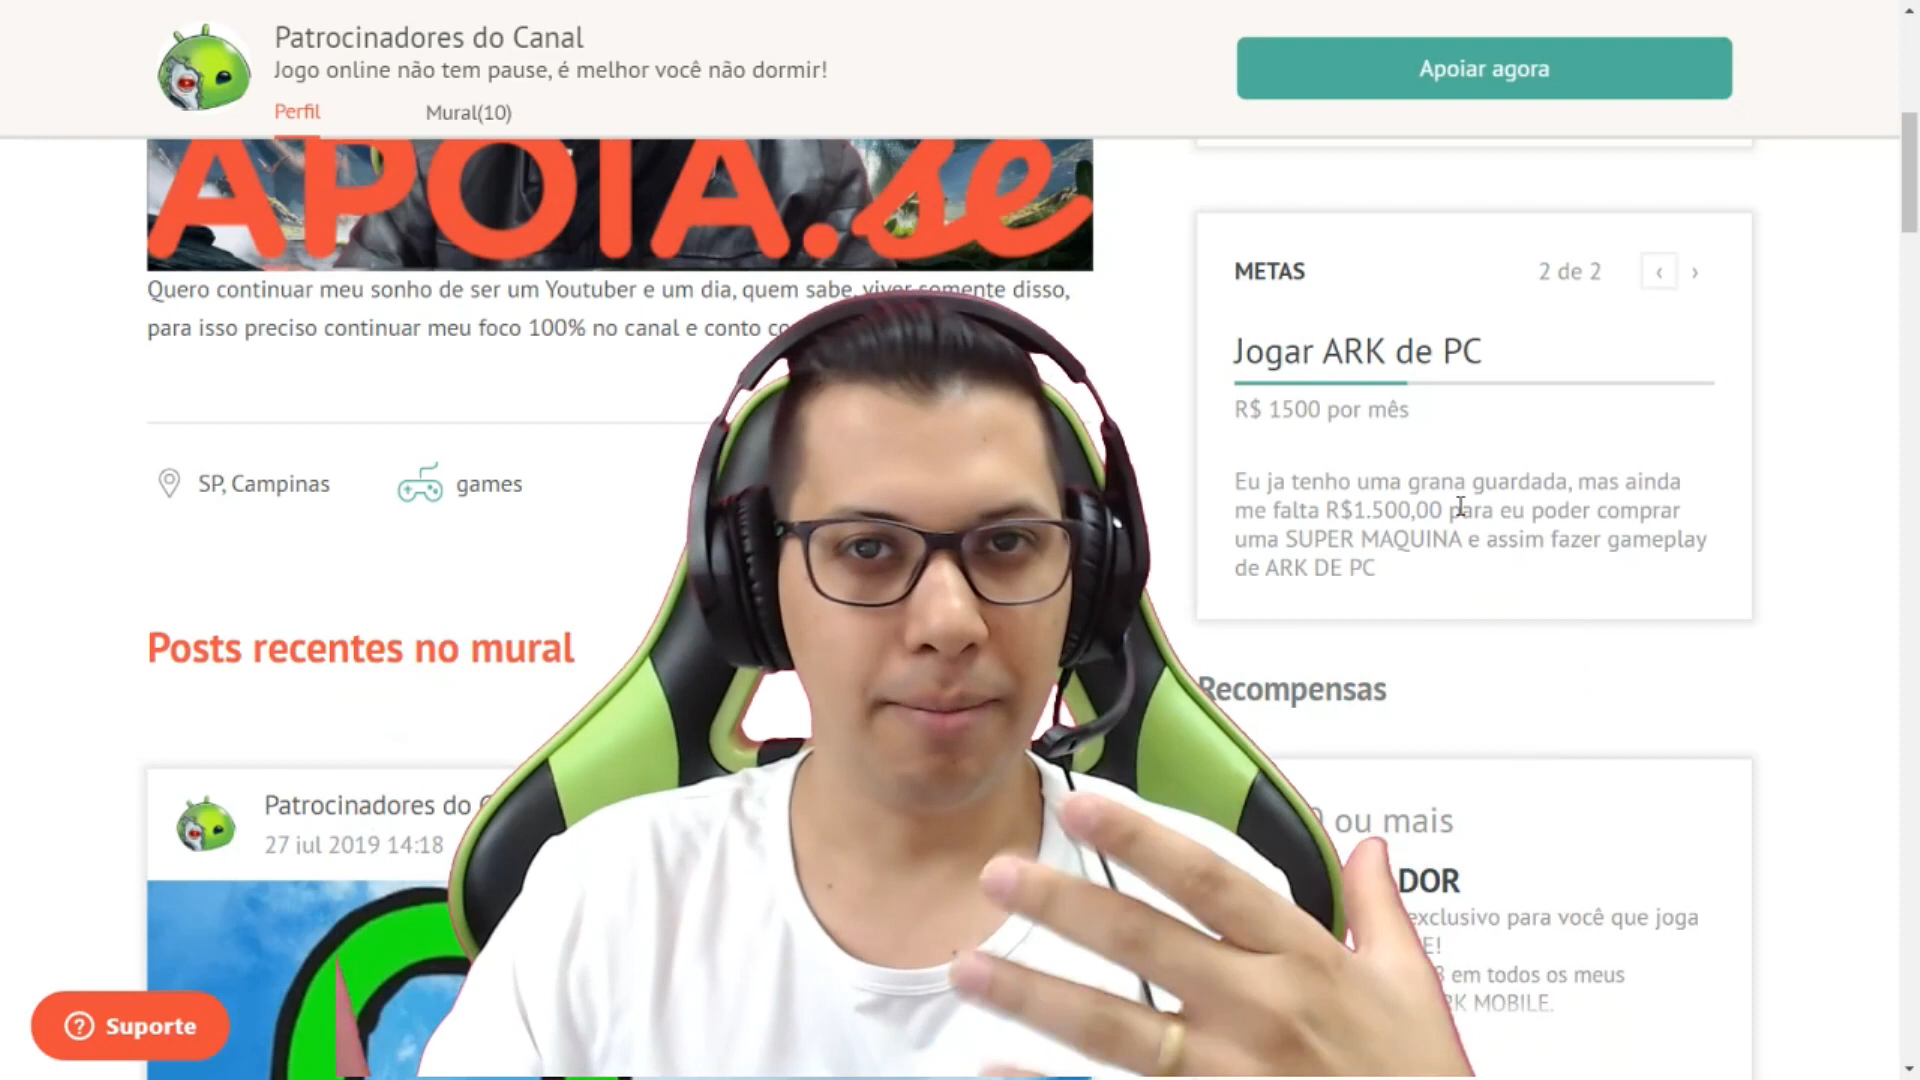 Patrocinadores do Canal
Jogo online não tem pause, é melhor você não dormir!
Perfil
Mural(10)
Apoiar agora
APOIA.se
Quero continuar meu sonho de ser um Youtuber e um dia, quem sabe, viver somente disso,
para isso preciso continuar meu foco 100% no canal e conto
SP, Campinas
games
Posts recentes no mural
Patrocinadores do
27 jul 2019 14:18
Suporte
METAS
2 de 2
Jogar ARK de PC
R$ 1500 por mês
Eu ja tenho uma grana guardada, mas ainda
me falta R$1.500,00 para eu poder comprar
uma SUPER MAQUINA e assim fazer gameplay
de ARK DE PC
Recompensas
ou mais
DOR
exclusivo para você que joga
E!
em todos os meus
RK MOBILE.